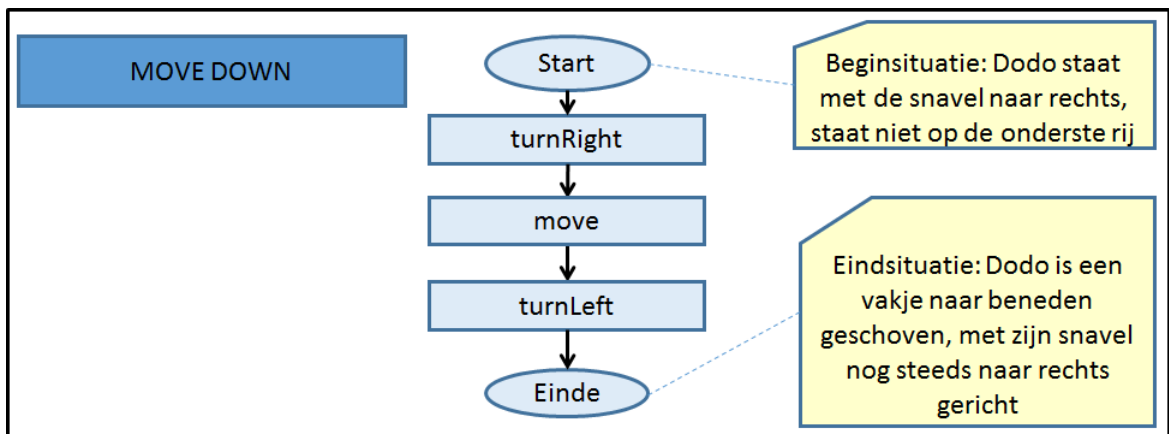 MOVE DOWN
Start
turnRight
move
turnLeft
Einde
Beginsituatie: Dodo staat
met de snavel naar rechts,
staat niet op de onderste rij
Eindsituatie: Dodo is een
vakje naar beneden
geschoven, met zijn snavel
nog steeds naar rechts
gericht